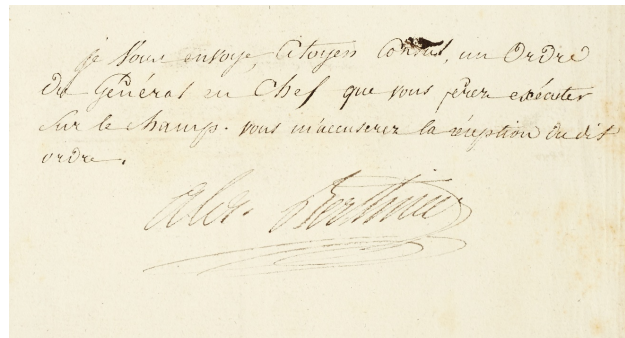 je vous envoye, Citoyen Consul, un Ordre
du Général en Chef que vous ferez exécuter
sur le champ. vous m'accuserez la réception du dit
ordre.
Alex. Berthier